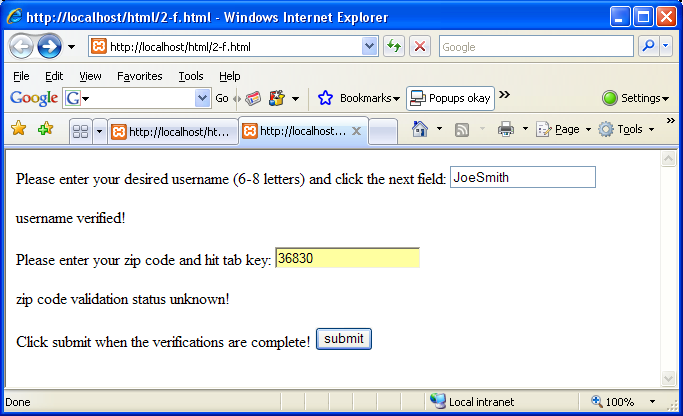 http://localhost/html/2-f.html - Windows Internet Explorer
http://localhost/html/2-f.html Google
File Edit View Favorites Tools Help
Google G Go Bookmarks Popups okay >> Settings
http://localhost/ht... http://localhost... Page Tools >>
Please enter your desired username (6-8 letters) and click the next field: JoeSmith
username verified!
Please enter your zip code and hit tab key: 36830
zip code validation status unknown!
Click submit when the verifications are complete! submit
Done Local intranet 100%